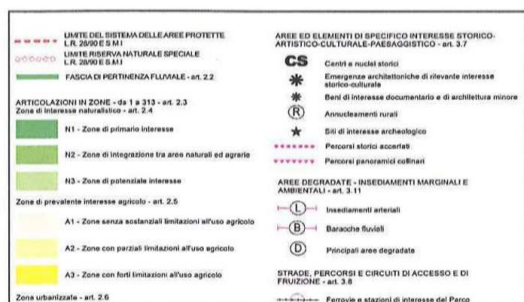 LIMITE DEL SISTEMA DELLE AREE PROTETTE
L.R. 28/90 E S M I
LIMITE RISERVA NATURALE SPECIALE
L.R. 28/90 E S M I
FASCIA DI PERTINENZA FLUVIALE - art. 2.2
ARTICOLAZIONI IN ZONE - da 1 a 313 - art. 2.3
Zone di interesse naturalistico - art. 2.4
N1 - Zone di primario interesse
N2 - Zone di integrazione tra aree naturali ed agrarie
N3 - Zone di potenziale interesse
Zone di prevalente interesse agricolo - art. 2.5
A1 - Zone senza sostanziali limitazioni all'uso agricolo
A2 - Zone con parziali limitazioni all'uso agricolo
A3 - Zone con forti limitazioni all'uso agricolo
Zone urbanizzate - art. 2.6
AREE ED ELEMENTI DI SPECIFICO INTERESSE STORICO-
ARTISTICO-CULTURALE-PAESAGGISTICO - art. 3.7
CS Centri e nuclei storici
Emergenze architettoniche di rilevante interesse
storico-culturale
Beni di interesse documentario e di architettura minore
R Annucleamenti rurali
Siti di interesse archeologico
Percorsi storici accertati
Percorsi panoramici collinari
AREE DEGRADATE - INSEDIAMENTI MARGINALI E
AMBIENTALI - art. 3.11
L Insediamenti arteriali
B Baracche fluviali
D Principali aree degradate
STRADE, PERCORSI E CIRCUITI DI ACCESSO E DI
FRUIZIONE - art. 3.8
Ferrovie e stazioni di interesse del Parco